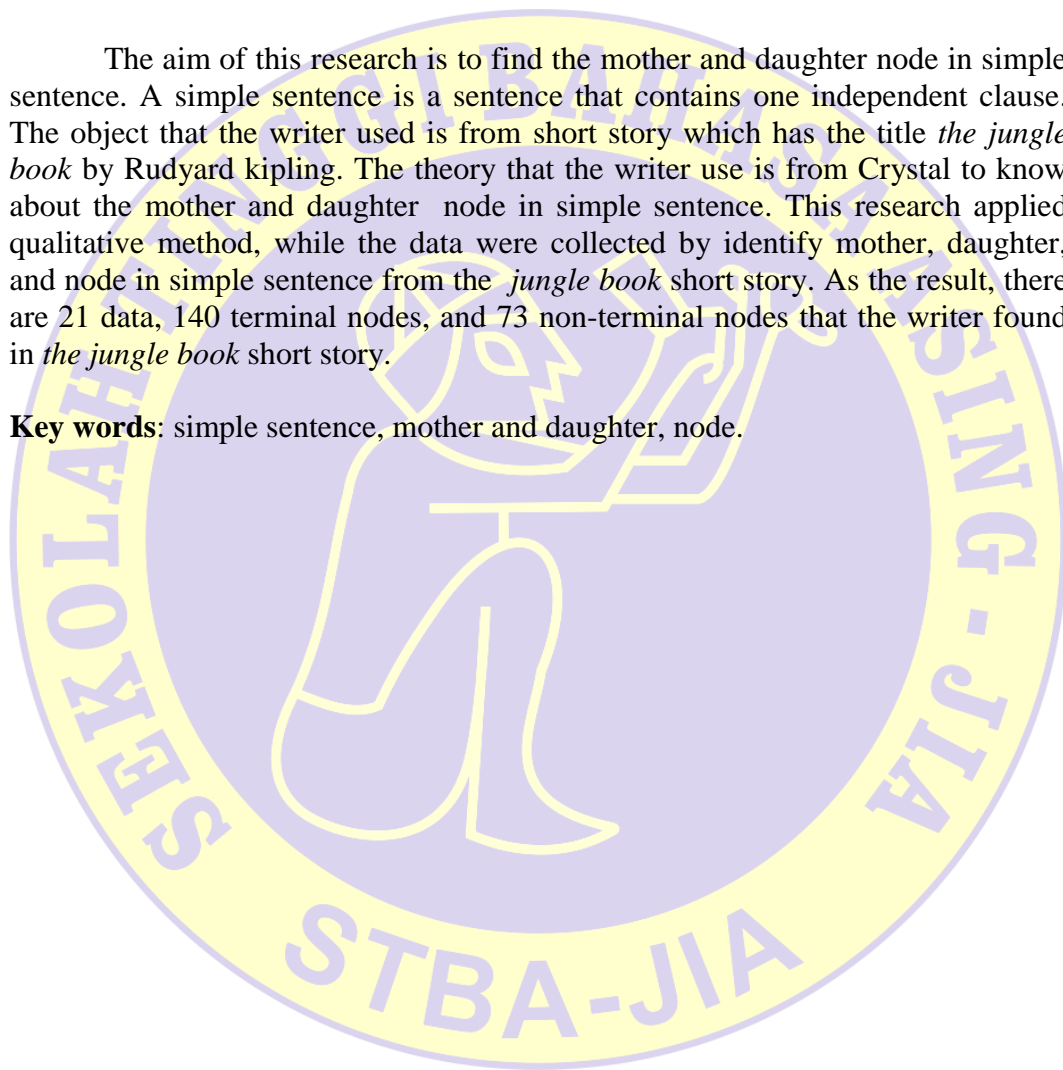 The aim of this research is to find the mother and daughter node in simple
sentence. A simple sentence is a sentence that contains one independent clause.
The object that the writer used is from short story which has the title the jungle
book by Rudyard kipling. The theory that the writer use is from Crystal to know
about the mother and daughter node in simple sentence. This research applied
qualitative method, while the data were collected by identify mother, daughter,
and node in simple sentence from the jungle book short story. As the result, there
are 21 data, 140 terminal nodes, and 73 non-terminal nodes that the writer found
in the jungle book short story.
Key words: simple sentence, mother and daughter, node.
SEKOLAH TINGGI BAHASA ASING - JIA
STBA-JIA